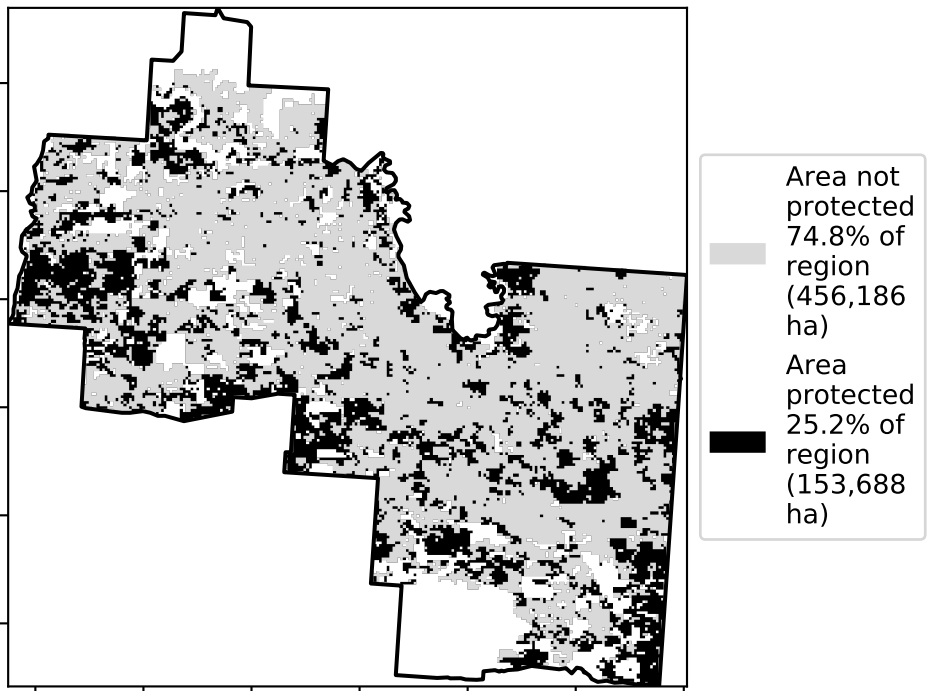 Area not
protected
74.8% of
region
(456,186
ha)
Area
protected
25.2% of
region
(153,688
ha)